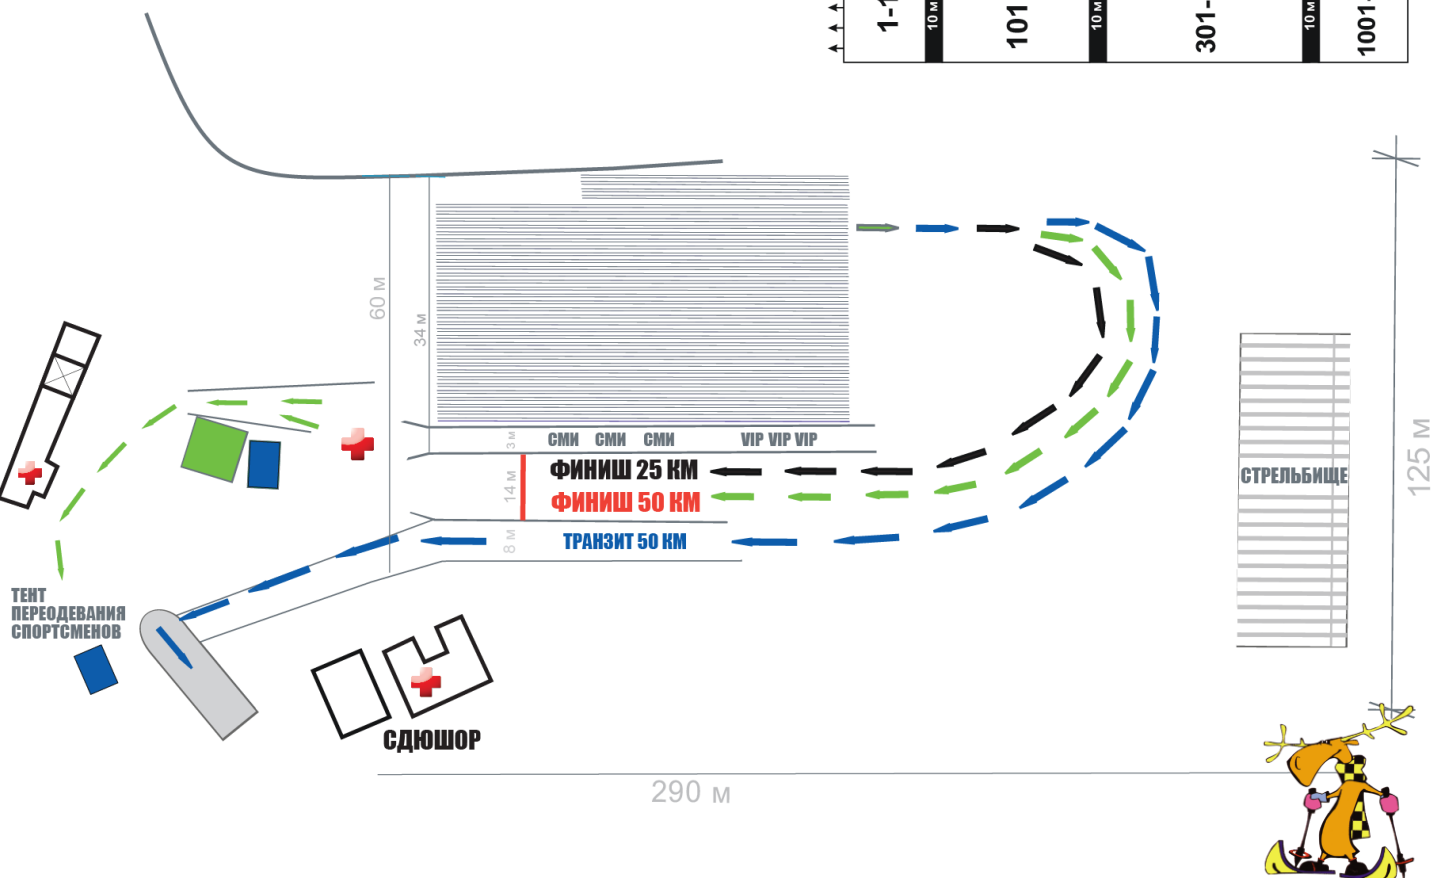 1-1
10 м
101
10 м
301-
10 м
1001-
60 м
34 м
3 м
СМИ СМИ СМИ VIP VIP VIP
14 м
ФИНИШ 25 КМ
ФИНИШ 50 КМ
8 м
ТРАНЗИТ 50 КМ
СТРЕЛЬБИЩЕ
125 м
ТЕНТ
ПЕРЕОДЕВАНИЯ
СПОРТСМЕНОВ
СДЮШОР
290 м